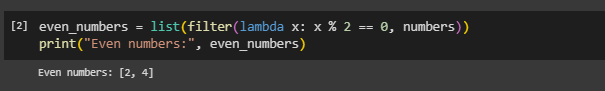 [2] even_numbers = list(filter(lambda x: x % 2 == 0, numbers))
print("Even numbers:", even_numbers)
Even numbers: [2, 4]